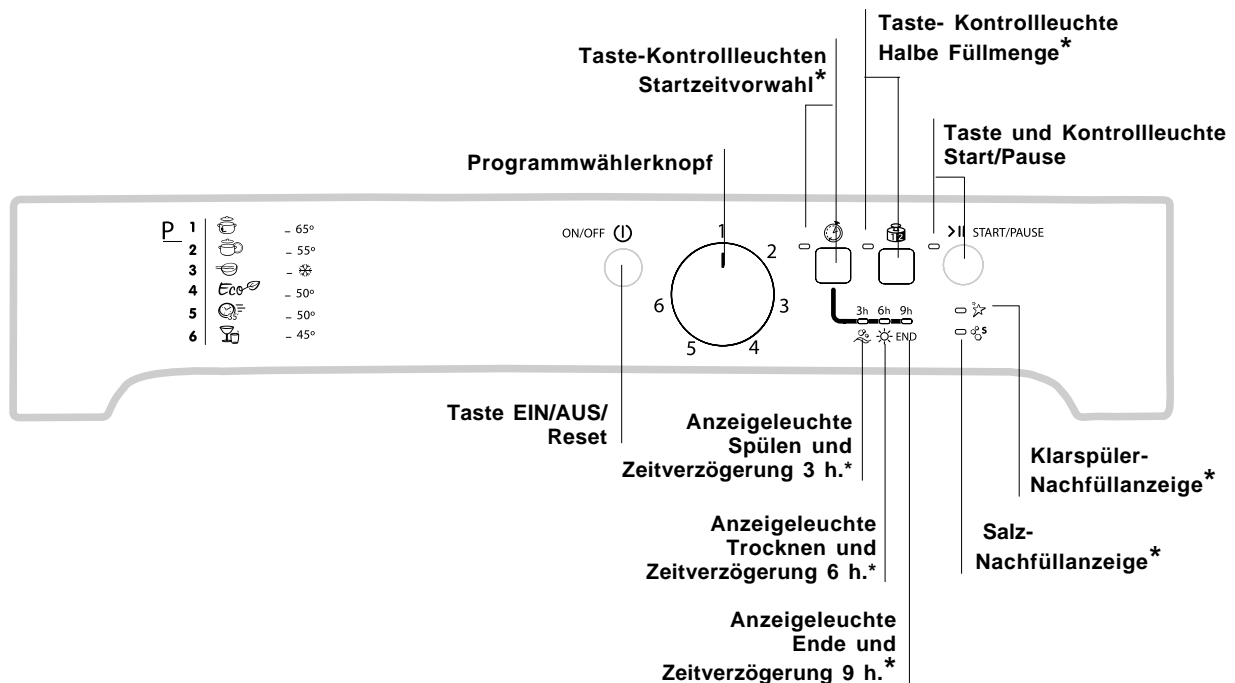 Taste- Kontrollleuchte
Halbe Füllmenge*
Taste-Kontrollleuchten
Startzeitvorwahl*
Taste und Kontrollleuchte
Start/Pause
Programmwählerknopf
P 1 – 65°
2 – 55°
3 –
4 Eco – 50°
5 35' – 50°
6 – 45°
ON/OFF
1
2
3
4
5
6
1/2
START/PAUSE
3h 6h 9h
END
S
Taste EIN/AUS/
Reset
Anzeigeleuchte
Spülen und
Zeitverzögerung 3 h.*
Klarspüler-
Nachfüllanzeige*
Anzeigeleuchte
Trocknen und
Zeitverzögerung 6 h.*
Salz-
Nachfüllanzeige*
Anzeigeleuchte
Ende und
Zeitverzögerung 9 h.*